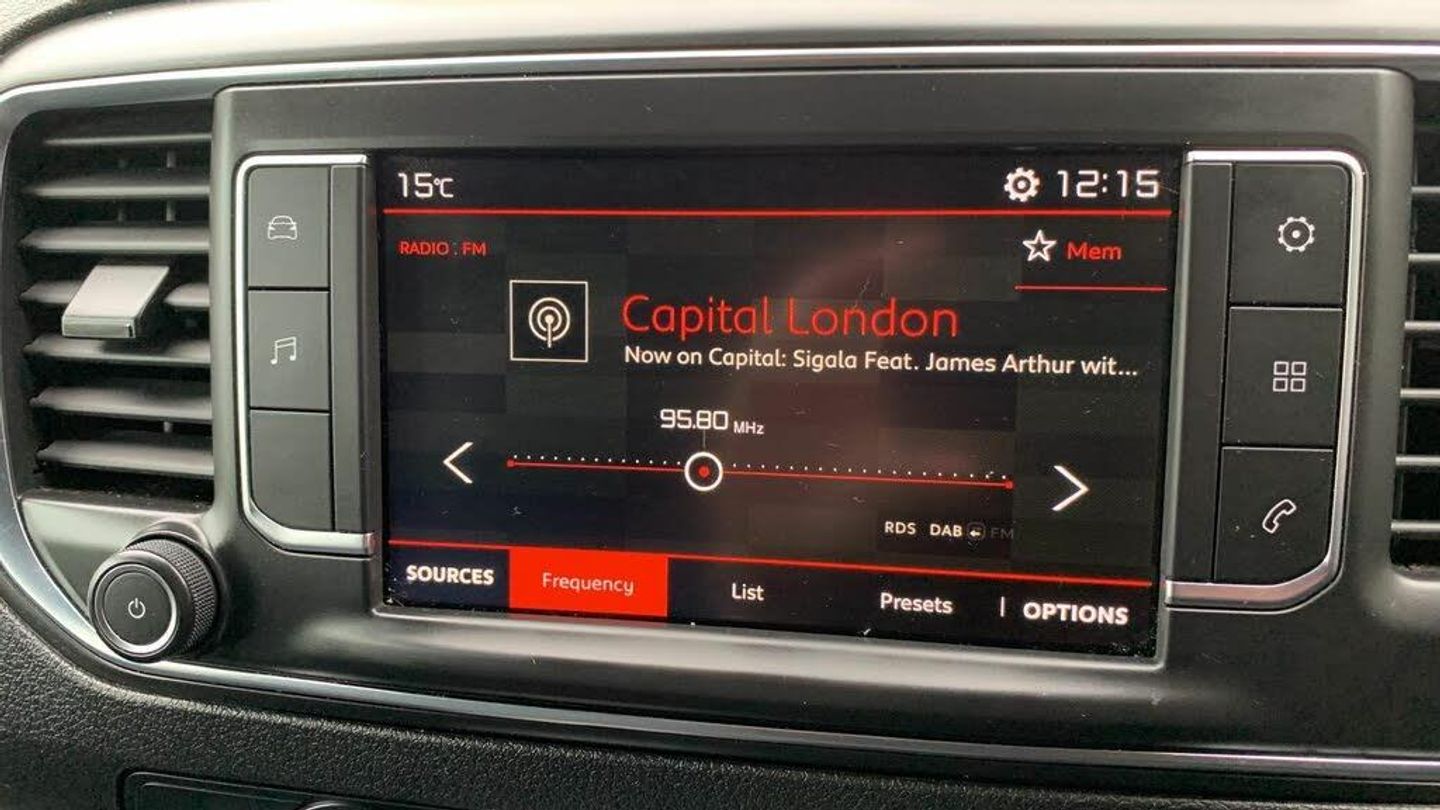 15°C
12:15
RADIO : FM
Mem
Capital London
Now on Capital: Sigala Feat. James Arthur wit...
95.80 MHz
RDS DAB FM
SOURCES Frequency List Presets | OPTIONS